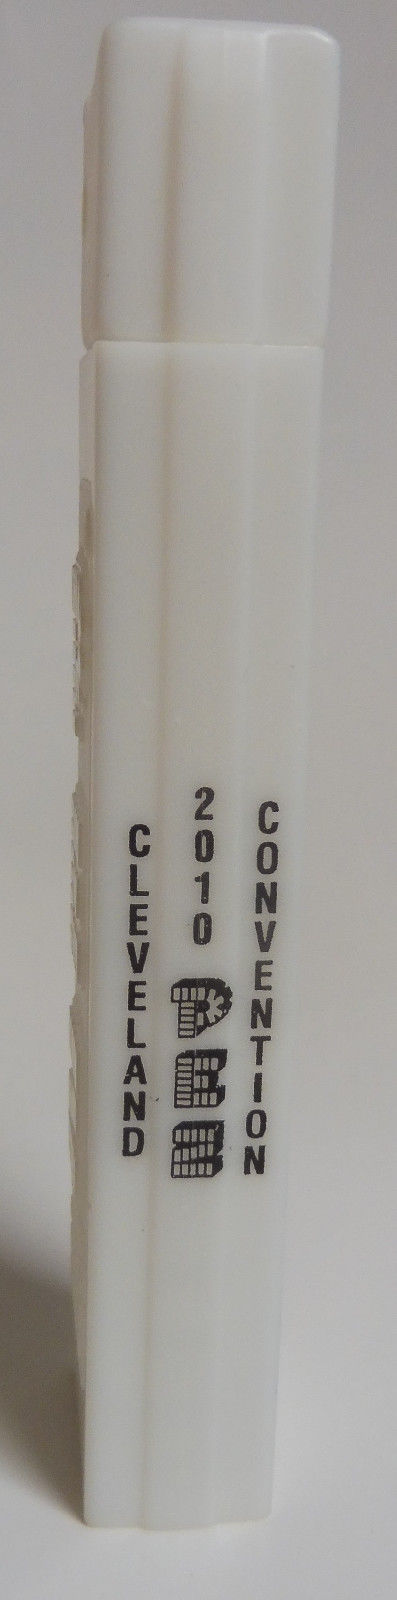 CLEVELAND
2010
PEZ
CONVENTION